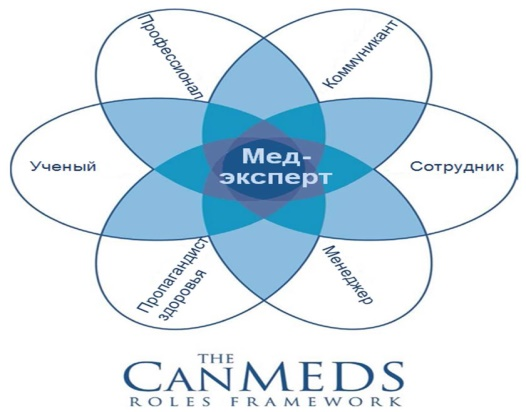 Профессионал
Коммуникант
Ученый
Мед-
эксперт
Сотрудник
Пропагандист
здоровья
Менеджер
THE
CANMEDS
ROLES FRAMEWORK